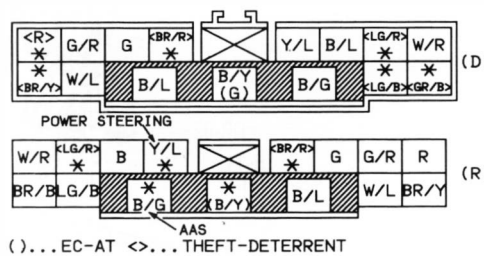 <R> G/R G <BR/R> Y/L B/L <LG/R> W/R
* * *
(D
* W/L B/L B/Y B/G * *
<BR/Y> (G) <LG/B> <GR/B>
POWER STEERING
W/R <LG/R> B Y/L <BR/R> G G/R R
* * *
(R
BR/B LG/B * * B/L W/L BR/Y
B/G (B/Y)
AAS
()...EC-AT <>...THEFT-DETERRENT